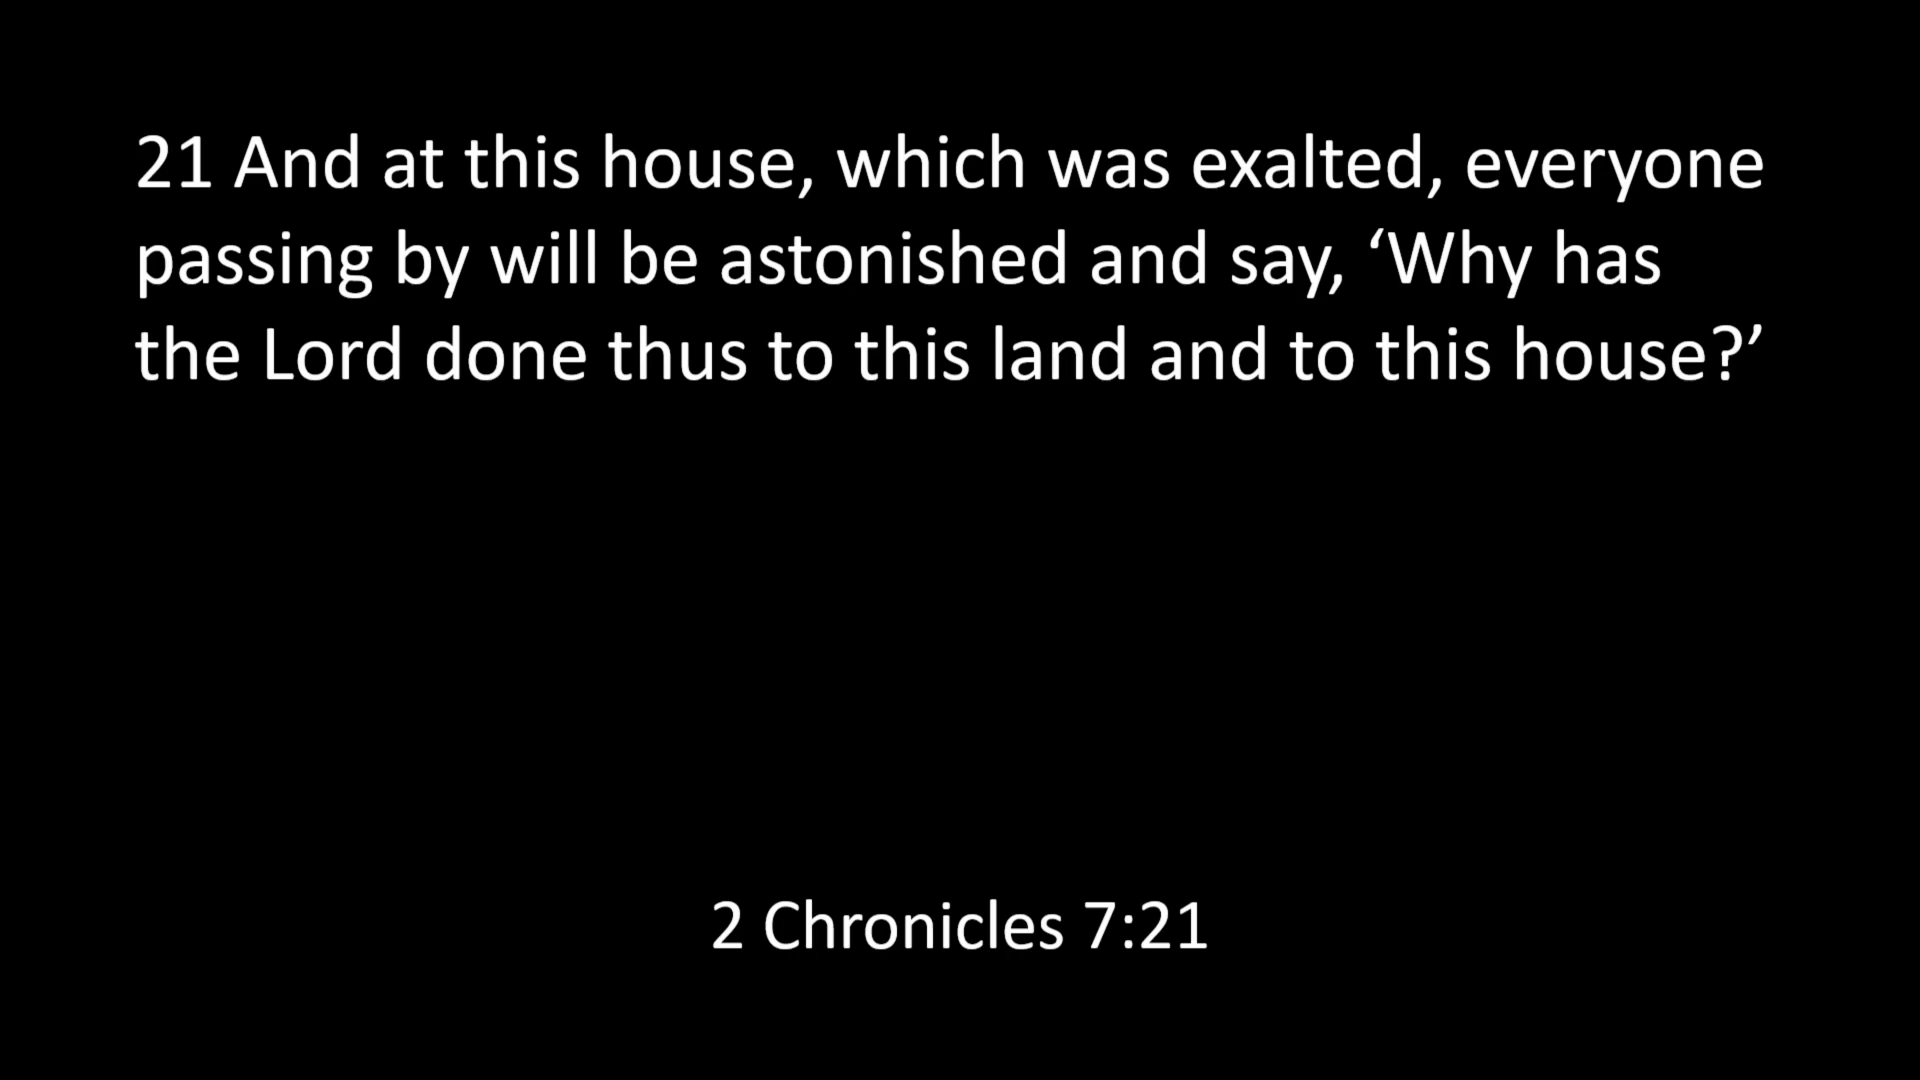 21 And at this house, which was exalted, everyone
passing by will be astonished and say, ‘Why has
the Lord done thus to this land and to this house?’
2 Chronicles 7:21